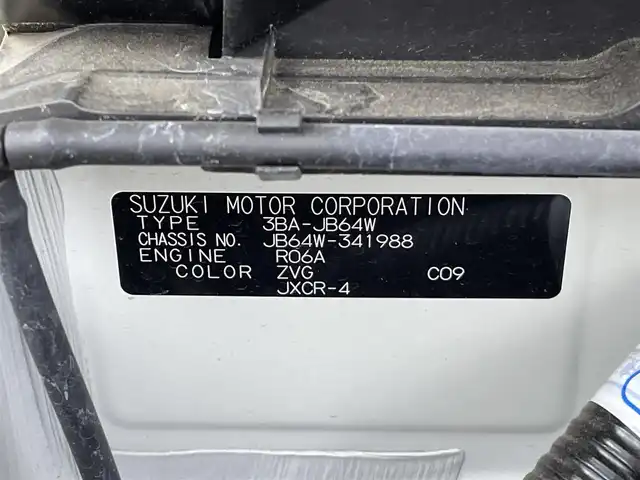 SUZUKI MOTOR CORPORATION
TYPE 3BA-JB64W
CHASSIS NO. JB64W-341988
ENGINE R06A
COLOR ZVG C09
JXCR-4